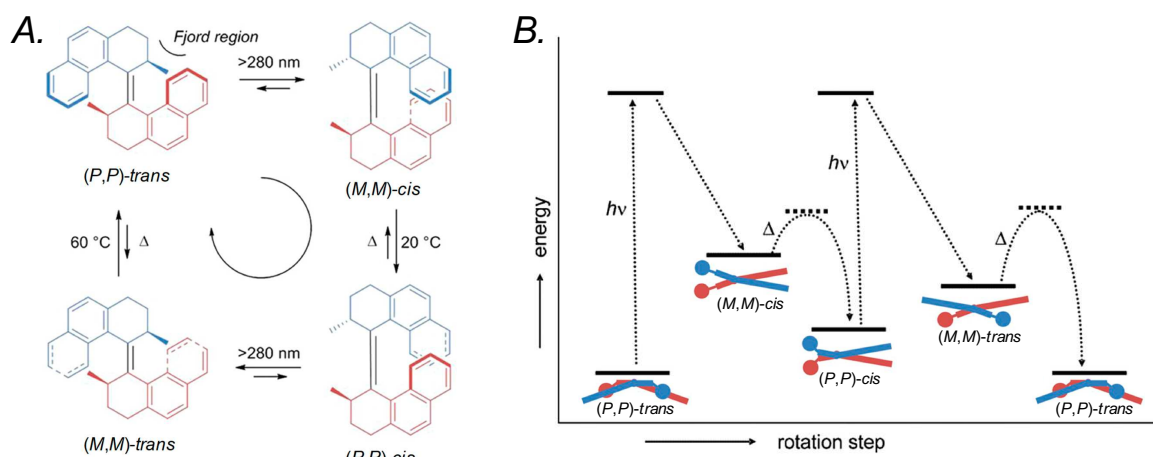 A.
Fjord region
>280 nm
(P,P)-trans
(M,M)-cis
60 °C
Δ
Δ
20 °C
>280 nm
(M,M)-trans
(P,P)-cis
B.
energy
hν
hν
Δ
Δ
(M,M)-cis
(M,M)-trans
(P,P)-cis
(P,P)-trans
(P,P)-trans
rotation step